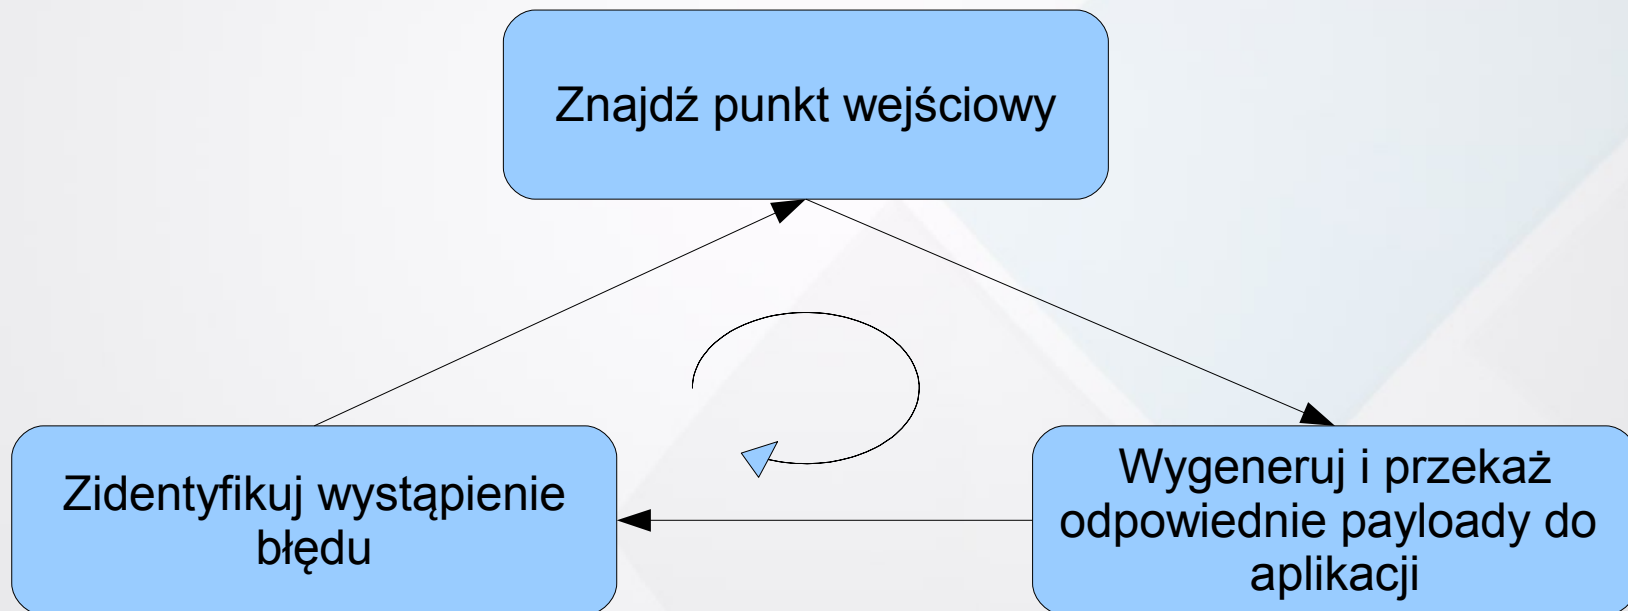 Znajdź punkt wejściowy
Zidentyfikuj wystąpienie
błędu
Wygeneruj i przekaż
odpowiednie payloady do
aplikacji